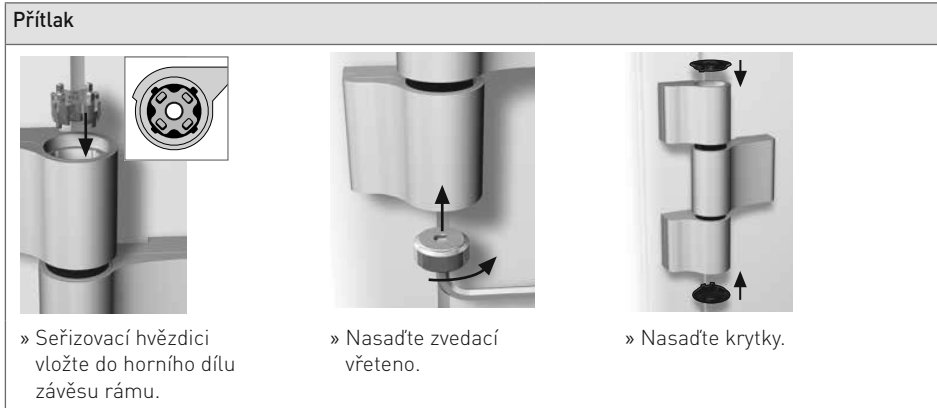 Přítlak
» Seřizovací hvězdici
vložte do horního dílu
závěsu rámu.
» Nasaďte zvedací
vřeteno.
» Nasaďte krytky.